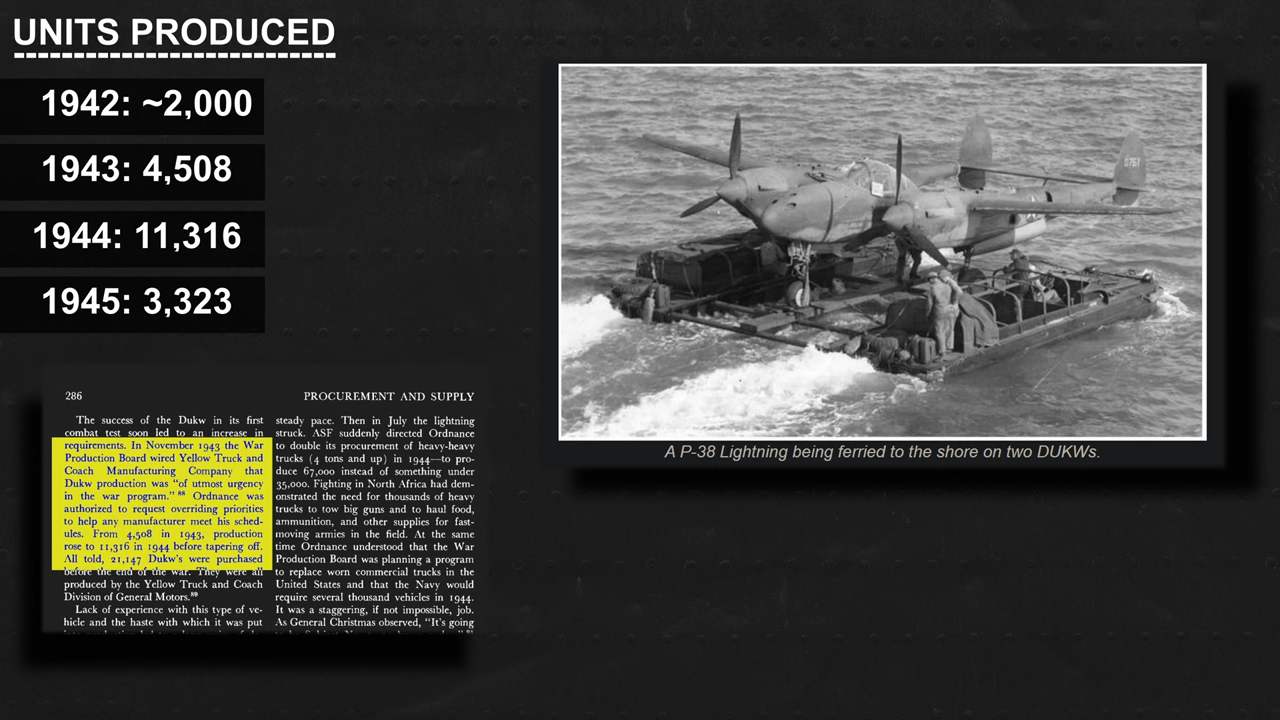 UNITS PRODUCED
1942: ~2,000
1943: 4,508
1944: 11,316
1945: 3,323
A P-38 Lightning being ferried to the shore on two DUKWs.
286
PROCUREMENT AND SUPPLY
The success of the Dukw in its first
combat test soon led to an increase in
requirements. In November 1943 the War
Production Board wired Yellow Truck and
Coach Manufacturing Company that
Dukw production was "of utmost urgency
in the war program." 88 Ordnance was
authorized to request overriding priorities
to help any manufacturer meet his sched-
ules. From 4,508 in 1943, production
rose to 11,316 in 1944 before tapering off.
All told, 21,147 Dukw's were purchased
before the end of the war. They were all
produced by the Yellow Truck and Coach
Division of General Motors.89
Lack of experience with this type of ve-
hicle and the haste with which it was put
steady pace. Then in July the lightning
struck. ASF suddenly directed Ordnance
to double its procurement of heavy-heavy
trucks (4 tons and up) in 1944—to pro-
duce 67,000 instead of something under
35,000. Fighting in North Africa had dem-
onstrated the need for thousands of heavy
trucks to tow big guns and to haul food,
ammunition, and other supplies for fast-
moving armies in the field. At the same
time Ordnance understood that the War
Production Board was planning a program
to replace worn commercial trucks in the
United States and that the Navy would
require several thousand vehicles in 1944.
It was a staggering, if not impossible, job.
As General Christmas observed, "It's going